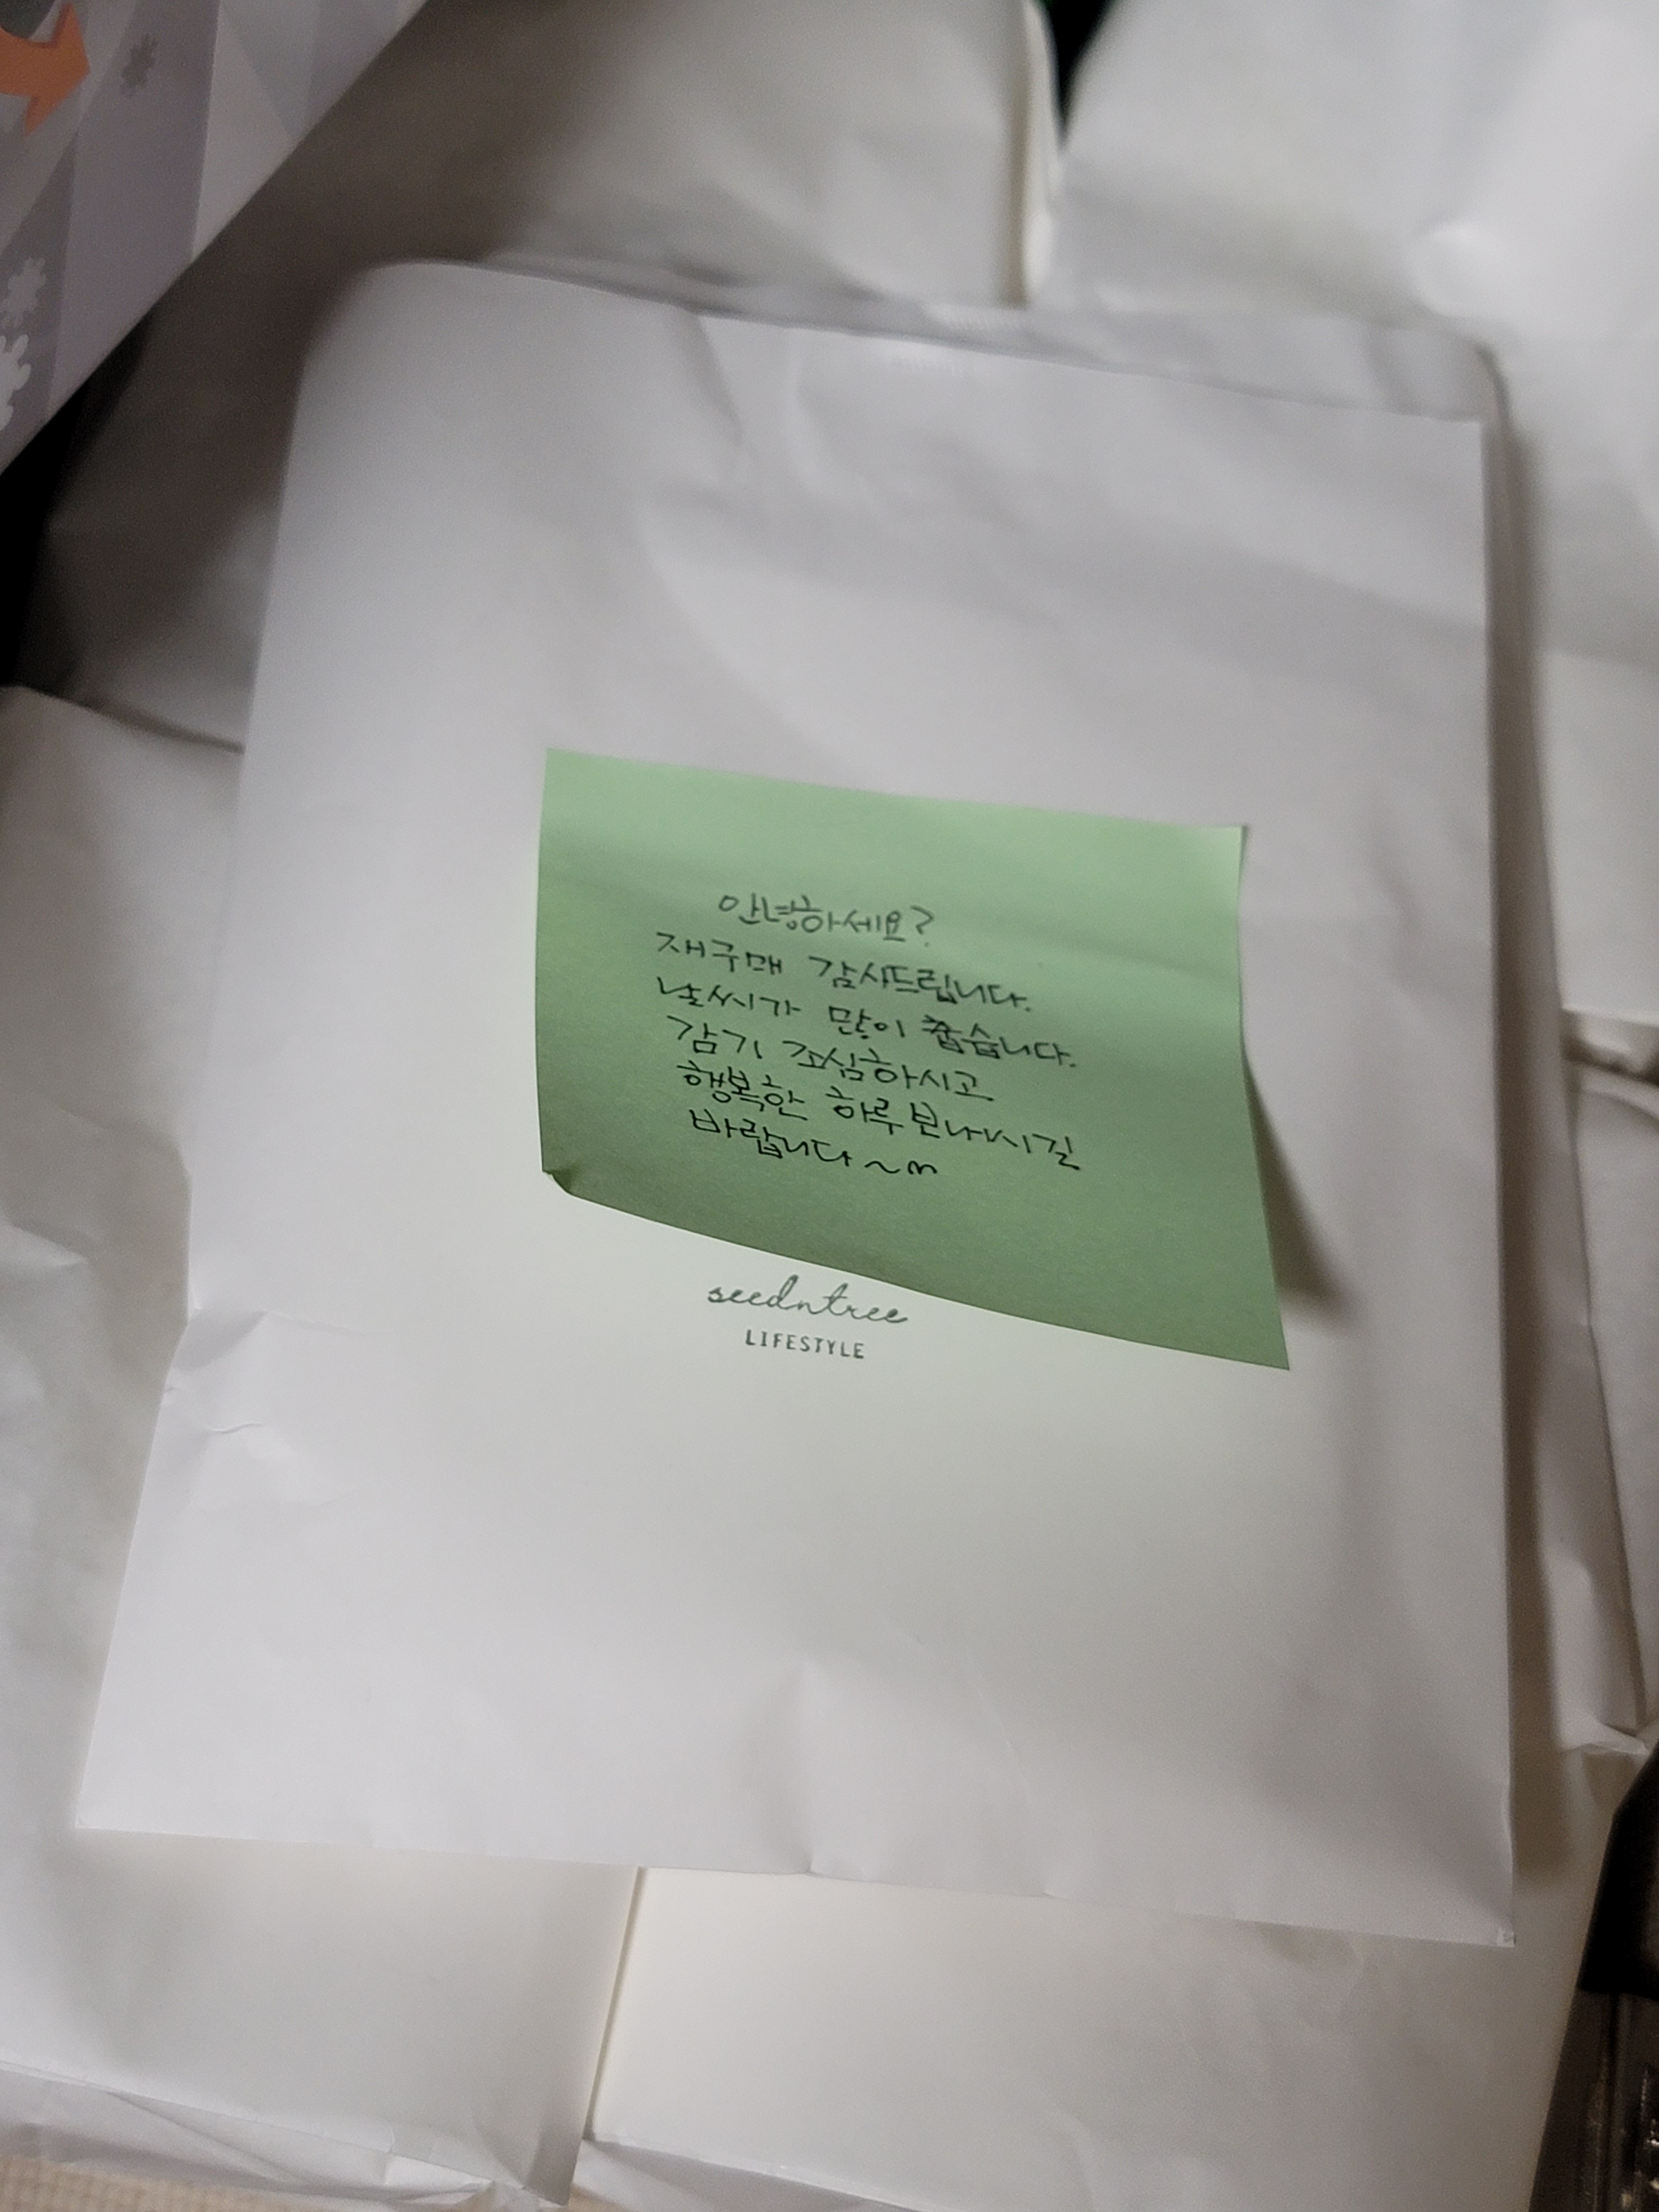 안녕하세요?
재구매 감사드립니다.
날씨가 많이 춥습니다.
감기 조심하시고
행복한 하루 보내시길
바랍니다~m
seedntree
LIFESTYLE